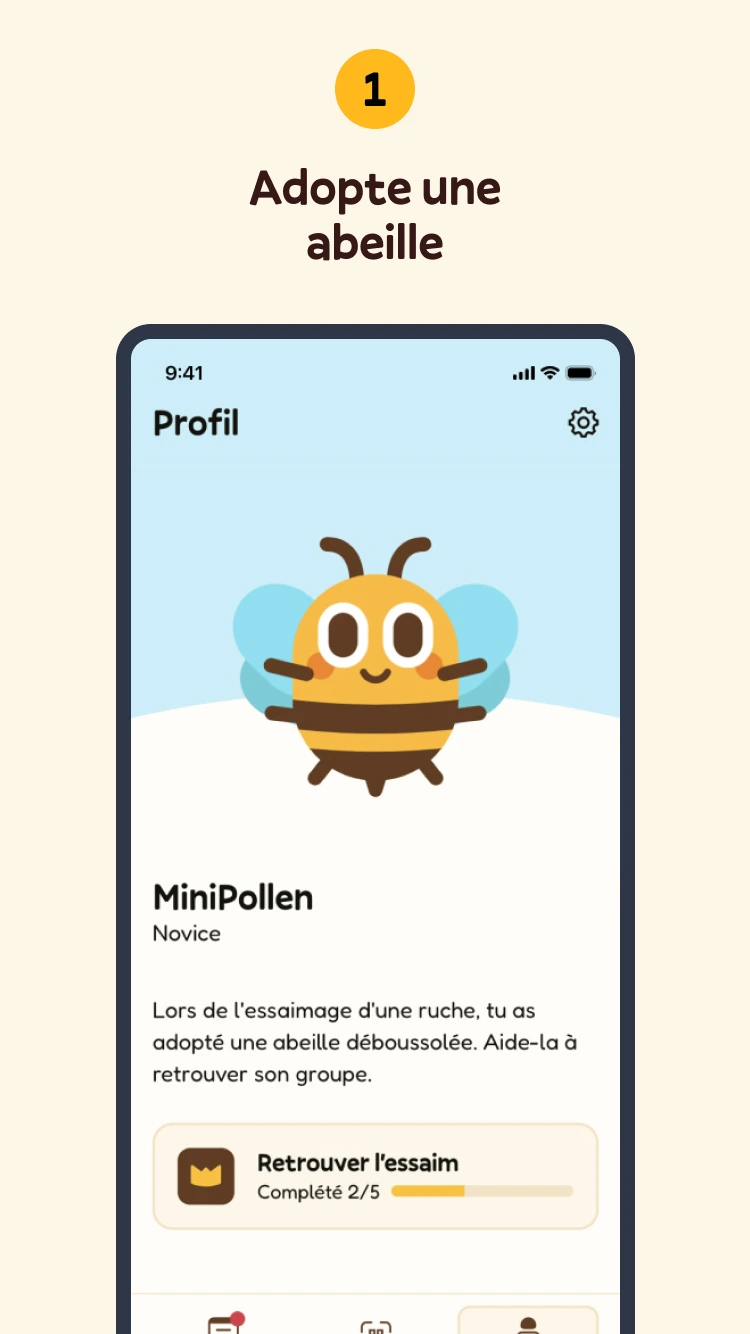 1
Adopte une
abeille
9:41
Profil
MiniPollen
Novice
Lors de l'essaimage d'une ruche, tu as
adopté une abeille déboussolée. Aide-la à
retrouver son groupe.
Retrouver l'essaim
Complété 2/5